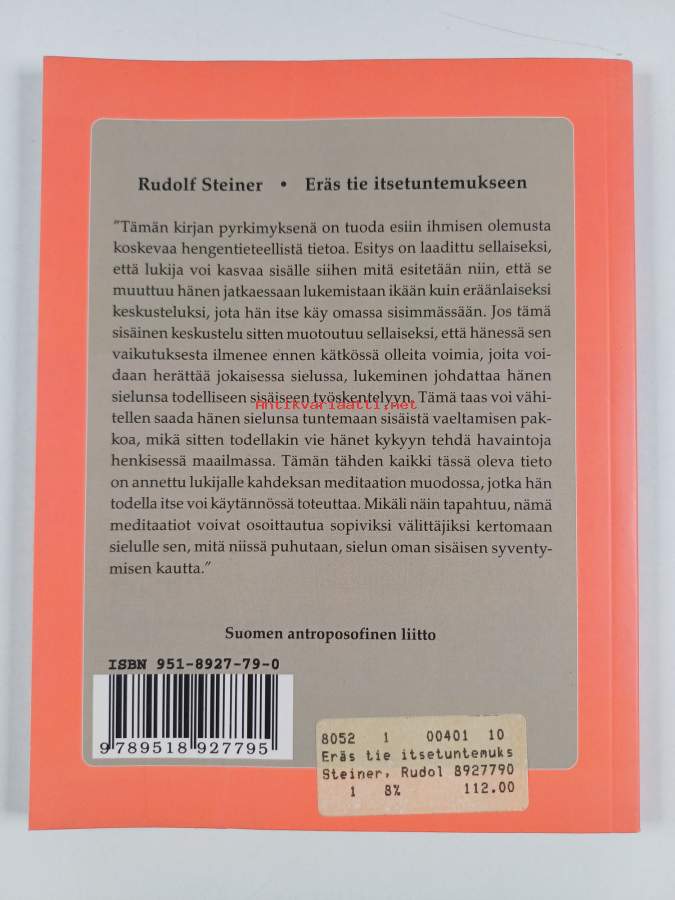 Rudolf Steiner • Eräs tie itsetuntemukseen
"Tämän kirjan pyrkimyksenä on tuoda esiin ihmisen olemusta
koskevaa hengentieteellistä tietoa. Esitys on laadittu sellaiseksi,
että lukija voi kasvaa sisälle siihen mitä esitetään niin, että se
muuttuu hänen jatkaessaan lukemistaan ikään kuin eräänlaiseksi
keskusteluksi, jota hän itse käy omassa sisimmässään. Jos tämä
sisäinen keskustelu sitten muotoutuu sellaiseksi, että hänessä sen
vaikutuksesta ilmenee ennen kätkössä olleita voimia, joita voi-
daan herättää jokaisessa sielussa, lukeminen johdattaa hänen
sielunsa todelliseen sisäiseen työskentelyyn. Tämä taas voi vähi-
Antikvariaatti.net
tellen saada hänen sielunsa tuntemaan sisäistä vaeltamisen pak-
koa, mikä sitten todellakin vie hänet kykyyn tehdä havaintoja
henkisessä maailmassa. Tämän tähden kaikki tässä oleva tieto
on annettu lukijalle kahdeksan meditaation muodossa, jotka hän
todella itse voi käytännössä toteuttaa. Mikäli näin tapahtuu, nämä
meditaatiot voivat osoittautua sopiviksi välittäjiksi kertomaan
sielulle sen, mitä niissä puhutaan, sielun oman sisäisen syventy-
misen kautta."
Suomen antroposofinen liitto
ISBN 951-8927-79-0
9 789518 927795
8052 1 00401 10
Eräs tie itsetuntemuks
Steiner, Rudol 8927790
1 8% 112.00